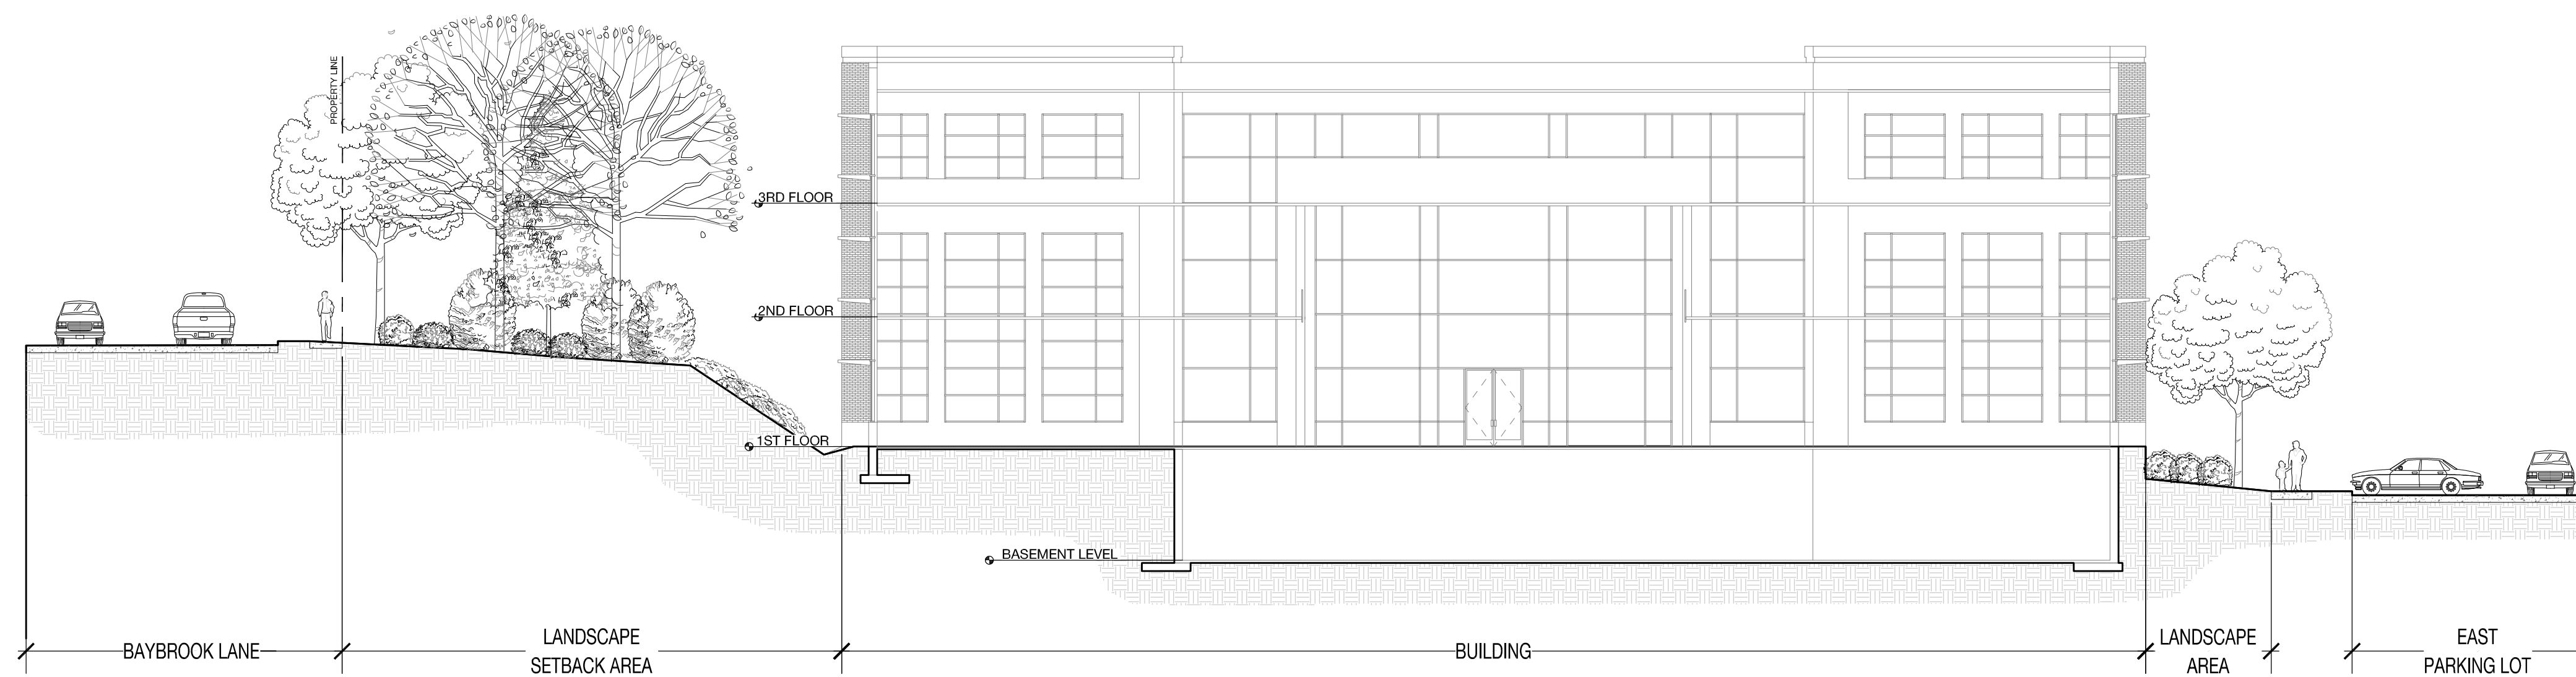 PROPERTY LINE
3RD FLOOR
2ND FLOOR
1ST FLOOR
BASEMENT LEVEL
BAYBROOK LANE
LANDSCAPE
SETBACK AREA
BUILDING
LANDSCAPE
AREA
EAST
PARKING LOT